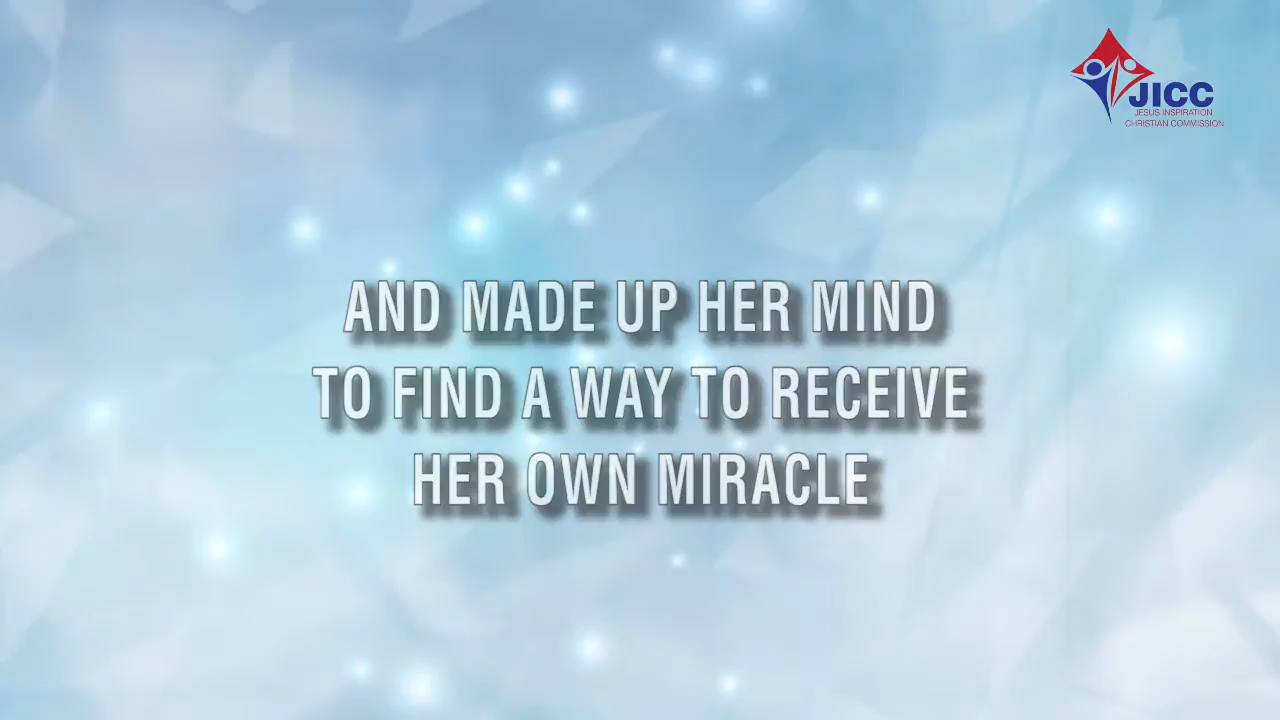 JICC
JESUS INSPIRATION
CHRISTIAN COMMISSION
AND MADE UP HER MIND
TO FIND A WAY TO RECEIVE
HER OWN MIRACLE